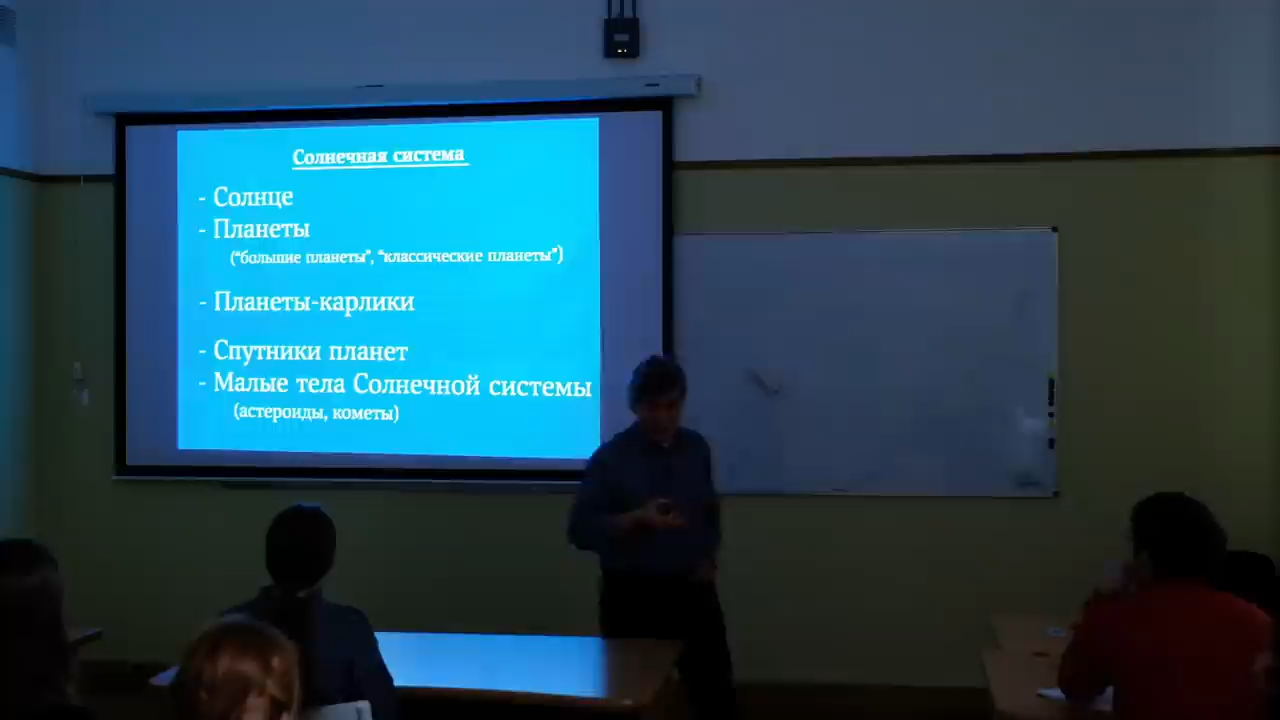 Солнечная система
- Солнце
- Планеты
("большие планеты", "классические планеты")
- Планеты-карлики
- Спутники планет
- Малые тела Солнечной системы
(астероиды, кометы)